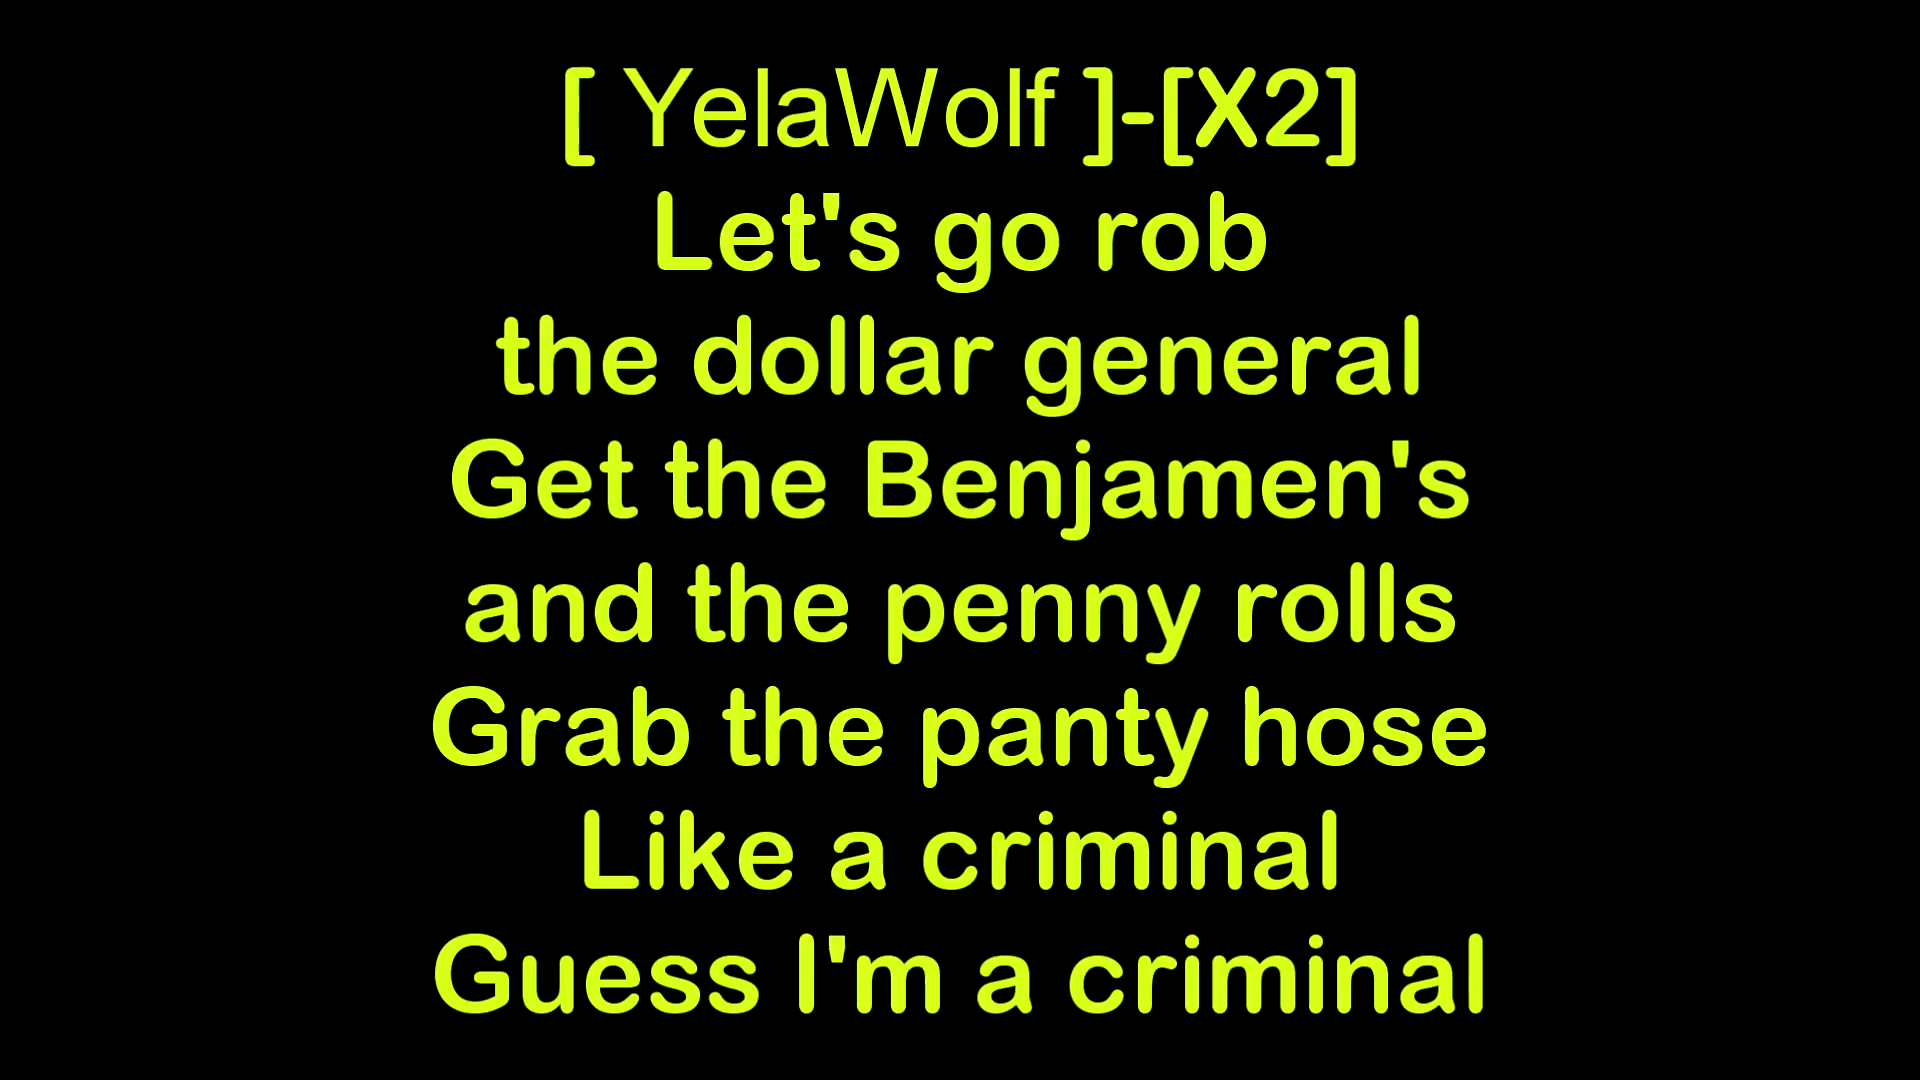 [ YelaWolf ]-[X2]
Let's go rob
the dollar general
Get the Benjamen's
and the penny rolls
Grab the panty hose
Like a criminal
Guess I'm a criminal